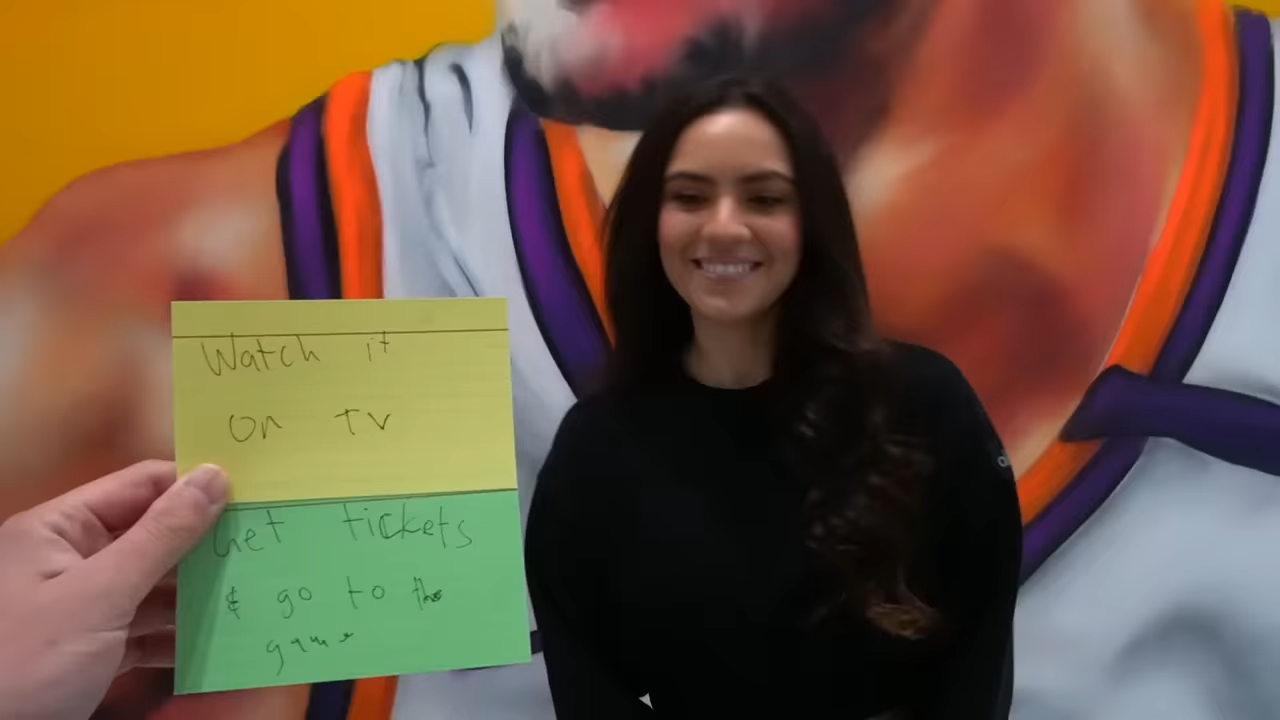 Watch it
on TV
Get tickets
& go to the
game